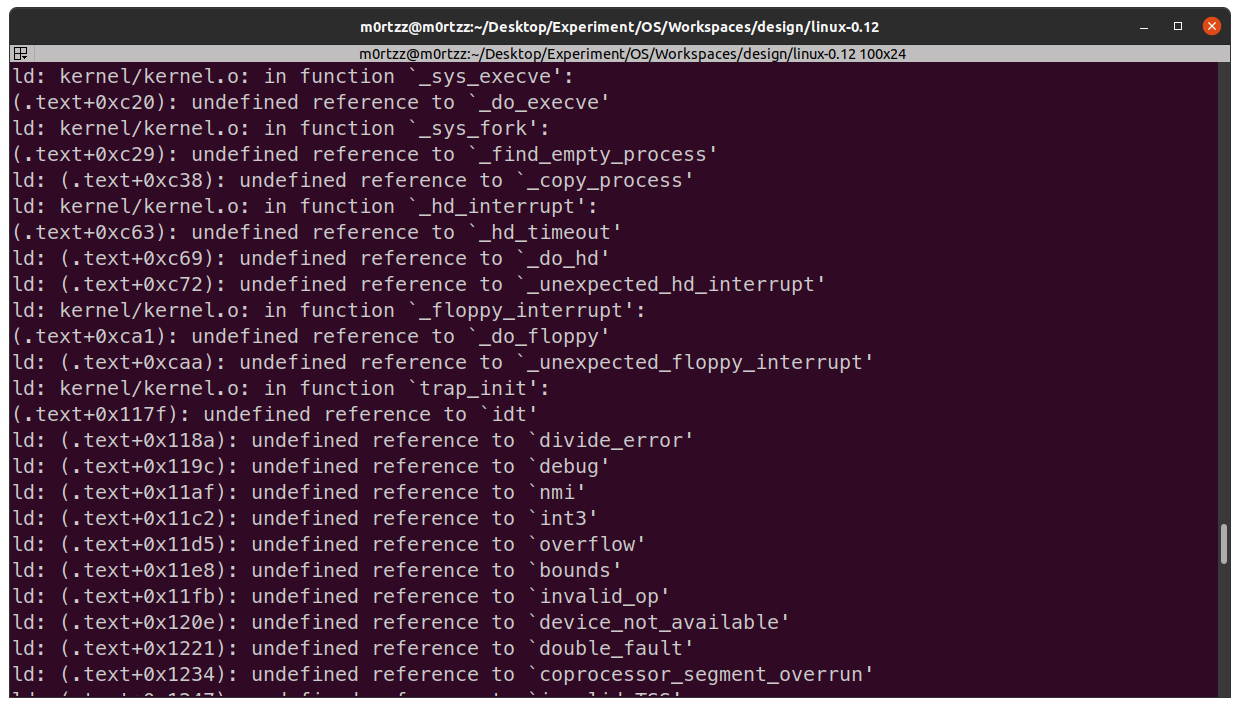 m0rtzz@m0rtzz:~/Desktop/Experiment/OS/Workspaces/design/linux-0.12
m0rtzz@m0rtzz:~/Desktop/Experiment/OS/Workspaces/design/linux-0.12 100x24
ld: kernel/kernel.o: in function `_sys_execve':
(.text+0xc20): undefined reference to `_do_execve'
ld: kernel/kernel.o: in function `_sys_fork':
(.text+0xc29): undefined reference to `_find_empty_process'
ld: (.text+0xc38): undefined reference to `_copy_process'
ld: kernel/kernel.o: in function `_hd_interrupt':
(.text+0xc63): undefined reference to `_hd_timeout'
ld: (.text+0xc69): undefined reference to `_do_hd'
ld: (.text+0xc72): undefined reference to `_unexpected_hd_interrupt'
ld: kernel/kernel.o: in function `_floppy_interrupt':
(.text+0xca1): undefined reference to `_do_floppy'
ld: (.text+0xcaa): undefined reference to `_unexpected_floppy_interrupt'
ld: kernel/kernel.o: in function `trap_init':
(.text+0x117f): undefined reference to `idt'
ld: (.text+0x118a): undefined reference to `divide_error'
ld: (.text+0x119c): undefined reference to `debug'
ld: (.text+0x11af): undefined reference to `nmi'
ld: (.text+0x11c2): undefined reference to `int3'
ld: (.text+0x11d5): undefined reference to `overflow'
ld: (.text+0x11e8): undefined reference to `bounds'
ld: (.text+0x11fb): undefined reference to `invalid_op'
ld: (.text+0x120e): undefined reference to `device_not_available'
ld: (.text+0x1221): undefined reference to `double_fault'
ld: (.text+0x1234): undefined reference to `coprocessor_segment_overrun'
ld: (.text+0x1247): undefined reference to `invalid_TSS'